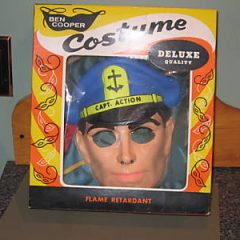 BEN
COOPER
Costume
DELUXE
QUALITY
CAPT. ACTION
FLAME RETARDANT